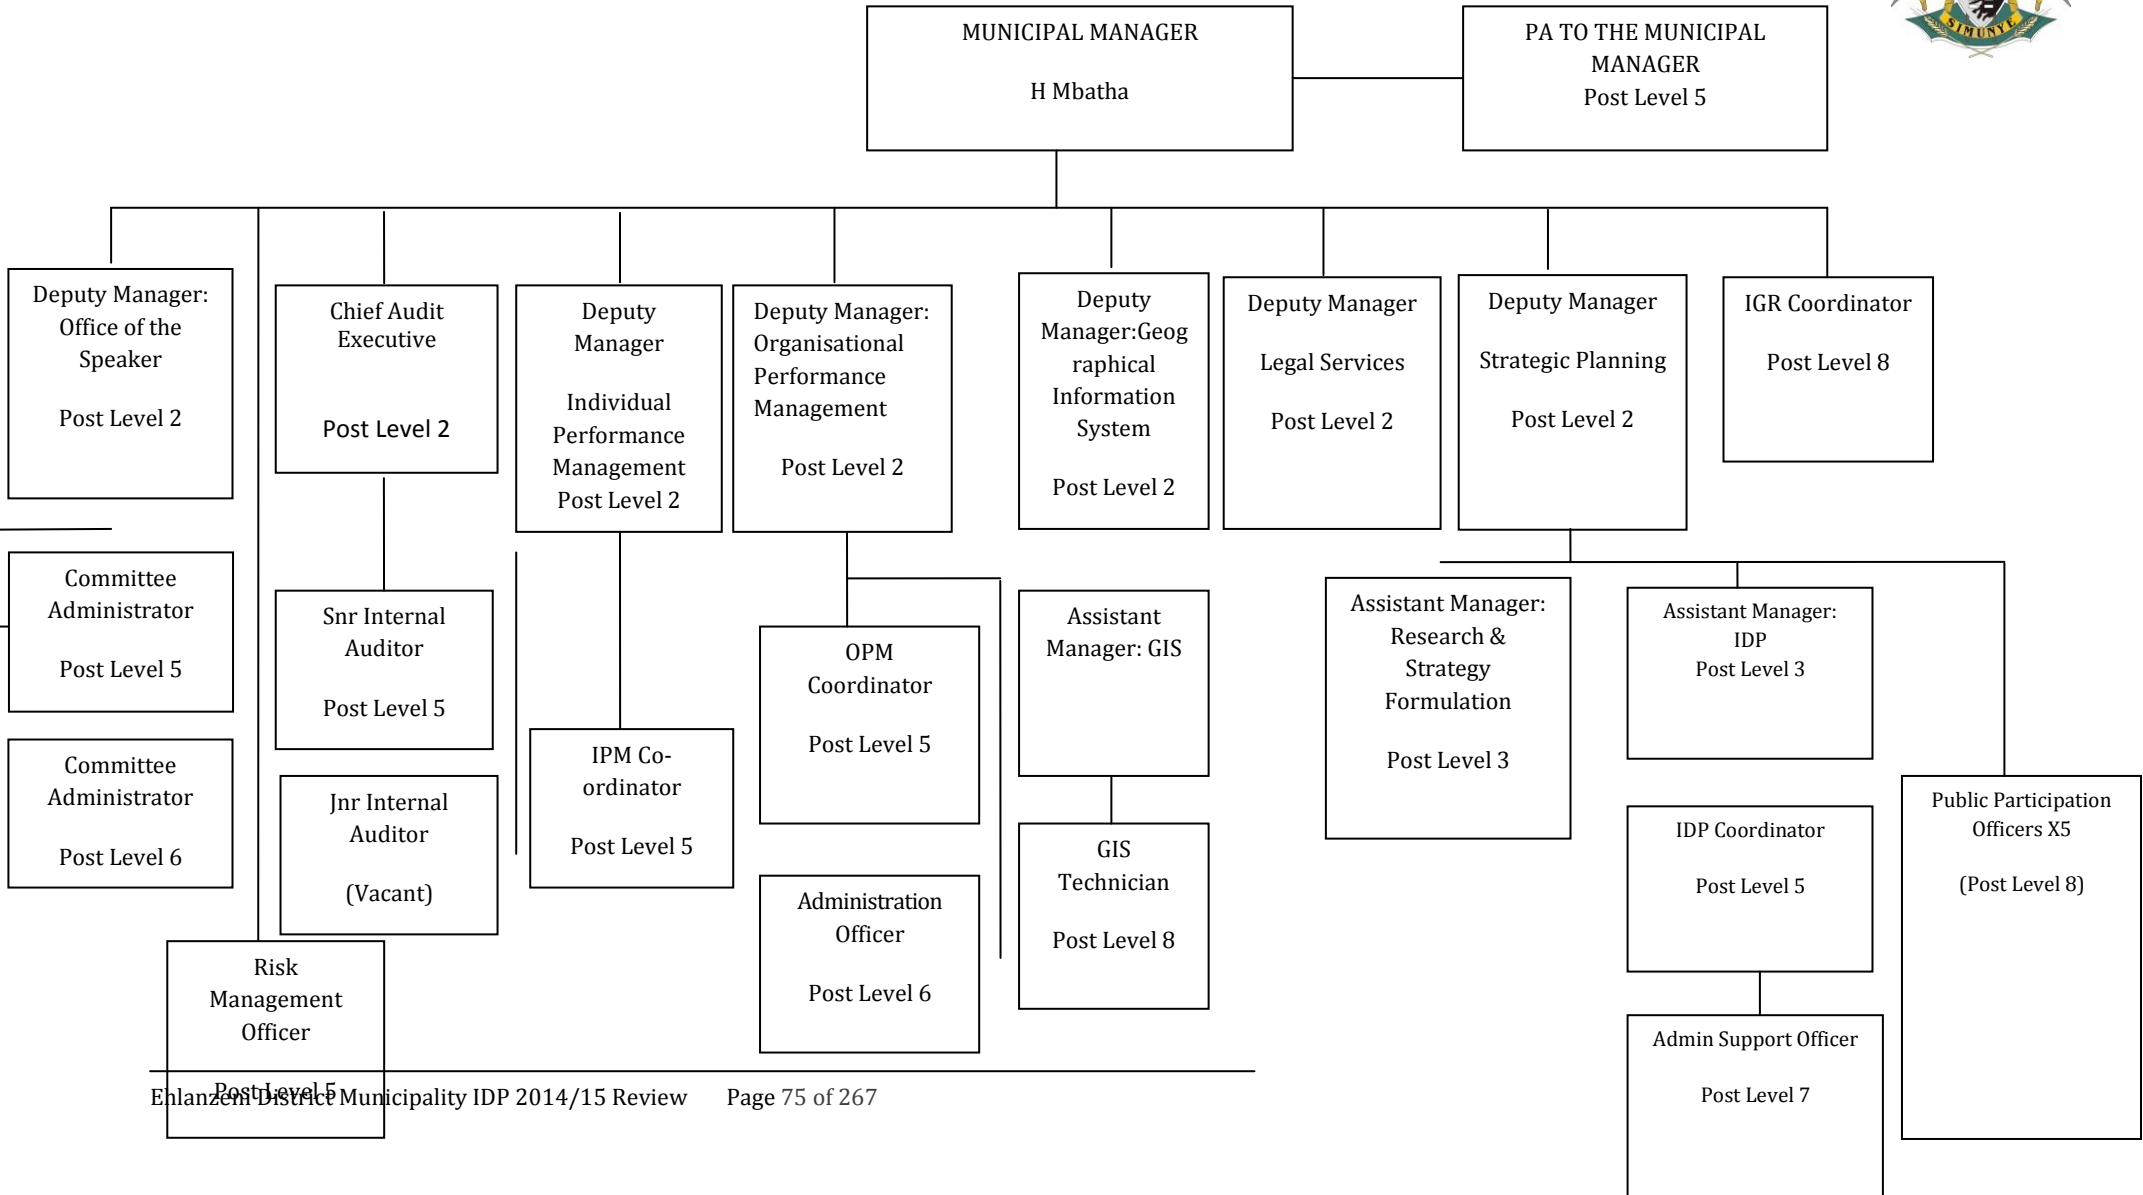 MUNICIPAL MANAGER
H Mbatha
PA TO THE MUNICIPAL
MANAGER
Post Level 5
SIMUNYE
Deputy Manager:
Office of the
Speaker
Post Level 2
Chief Audit
Executive
Post Level 2
Deputy
Manager
Individual
Performance
Management
Post Level 2
Deputy Manager:
Organisational
Performance
Management
Post Level 2
Deputy
Manager:Geog
raphical
Information
System
Post Level 2
Deputy Manager
Legal Services
Post Level 2
Deputy Manager
Strategic Planning
Post Level 2
IGR Coordinator
Post Level 8
Committee
Administrator
Post Level 5
Snr Internal
Auditor
Post Level 5
OPM
Coordinator
Post Level 5
Assistant
Manager: GIS
Assistant Manager:
Research &
Strategy
Formulation
Post Level 3
Assistant Manager:
IDP
Post Level 3
Committee
Administrator
Post Level 6
Jnr Internal
Auditor
(Vacant)
IPM Co-
ordinator
Post Level 5
Administration
Officer
Post Level 6
GIS
Technician
Post Level 8
IDP Coordinator
Post Level 5
Public Participation
Officers X5
(Post Level 8)
Risk
Management
Officer
Post Level 5
Admin Support Officer
Post Level 7
Ehlanzeni District Municipality IDP 2014/15 Review Page 75 of 267